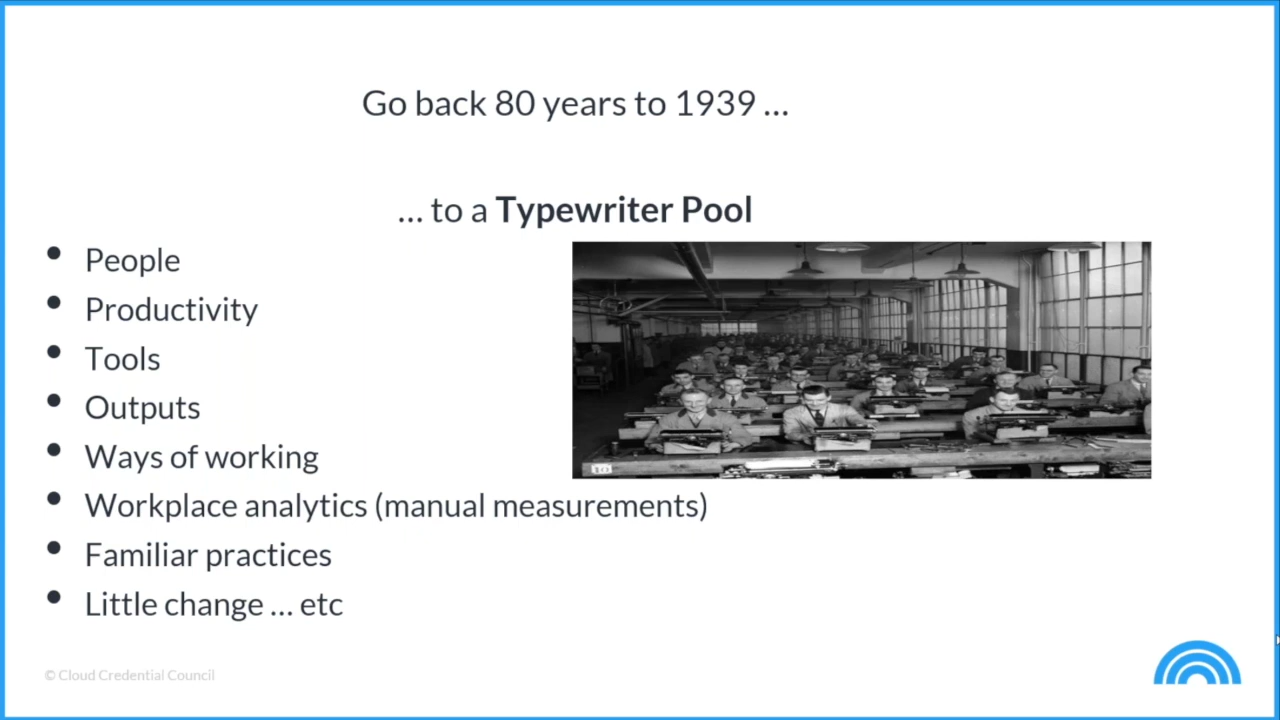 Go back 80 years to 1939 ...
... to a Typewriter Pool
• People
• Productivity
• Tools
• Outputs
• Ways of working
• Workplace analytics (manual measurements)
• Familiar practices
• Little change ... etc
10
© Cloud Credential Council